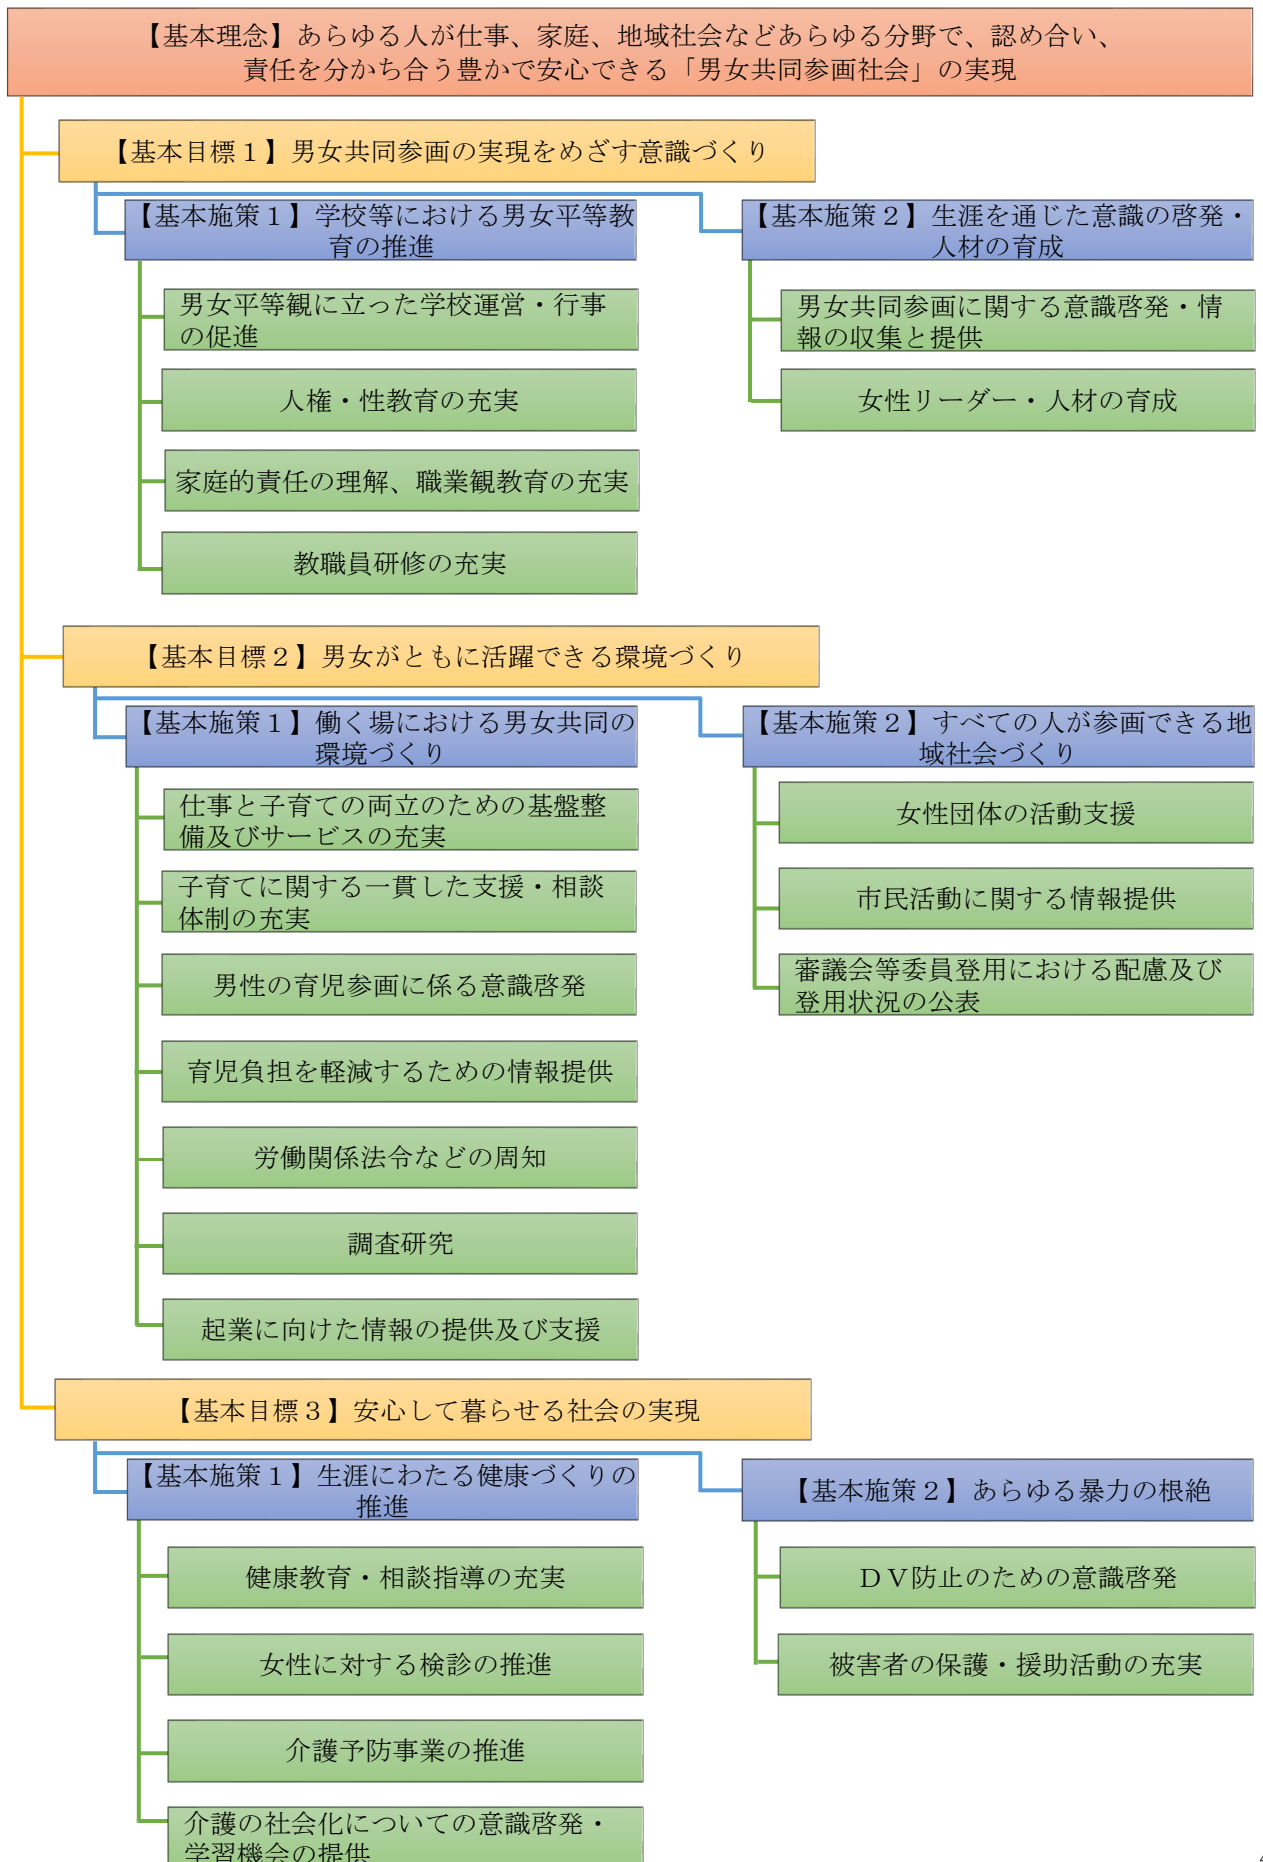 【基本理念】あらゆる人が仕事、家庭、地域社会などあらゆる分野で、認め合い、
責任を分かち合う豊かで安心できる「男女共同参画社会」の実現
【基本目標１】男女共同参画の実現をめざす意識づくり
【基本施策１】学校等における男女平等教
育の推進
男女平等観に立った学校運営・行事
の促進
人権・性教育の充実
家庭的責任の理解、職業観教育の充実
教職員研修の充実
【基本施策２】生涯を通じた意識の啓発・
人材の育成
男女共同参画に関する意識啓発・情
報の収集と提供
女性リーダー・人材の育成
【基本目標２】男女がともに活躍できる環境づくり
【基本施策１】働く場における男女共同の
環境づくり
仕事と子育ての両立のための基盤整
備及びサービスの充実
子育てに関する一貫した支援・相談
体制の充実
男性の育児参画に係る意識啓発
育児負担を軽減するための情報提供
労働関係法令などの周知
調査研究
起業に向けた情報の提供及び支援
【基本施策２】すべての人が参画できる地
域社会づくり
女性団体の活動支援
市民活動に関する情報提供
審議会等委員登用における配慮及び
登用状況の公表
【基本目標３】安心して暮らせる社会の実現
【基本施策１】生涯にわたる健康づくりの
推進
健康教育・相談指導の充実
女性に対する検診の推進
介護予防事業の推進
介護の社会化についての意識啓発・
学習機会の提供
【基本施策２】あらゆる暴力の根絶
ＤＶ防止のための意識啓発
被害者の保護・援助活動の充実